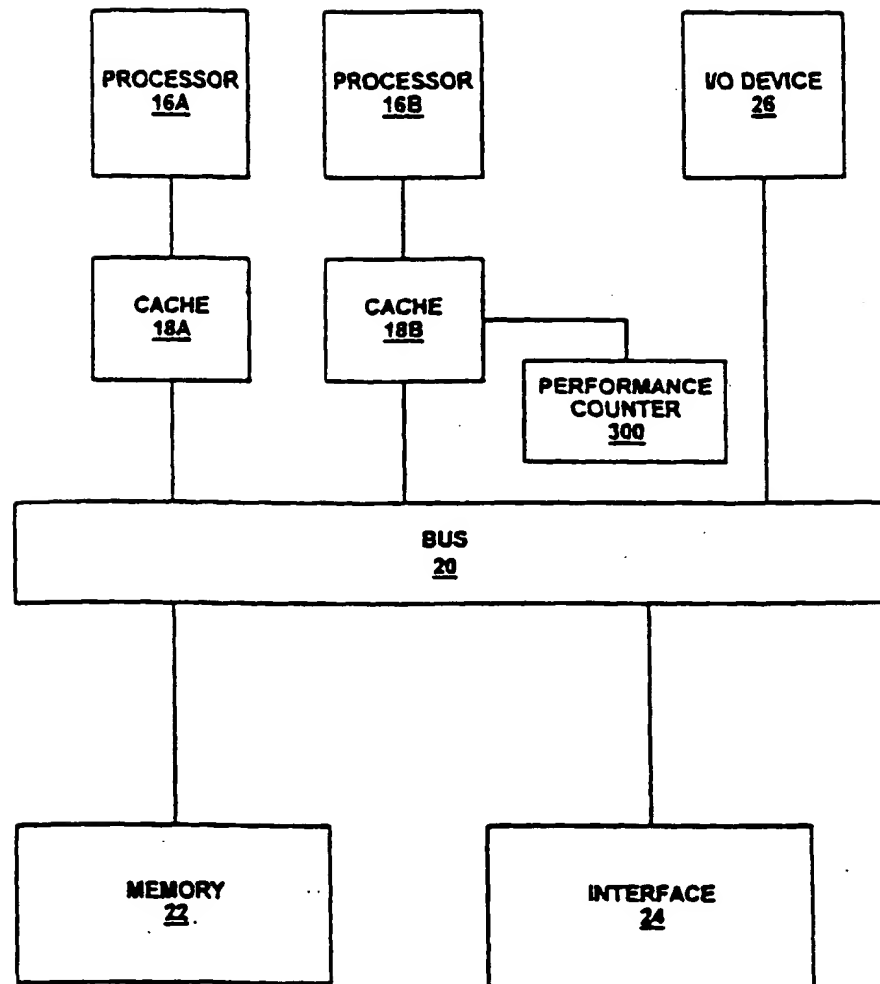 PROCESSOR
16A
PROCESSOR
16B
I/O DEVICE
26
CACHE
18A
CACHE
18B
PERFORMANCE
COUNTER
300
BUS
20
MEMORY
22
INTERFACE
24